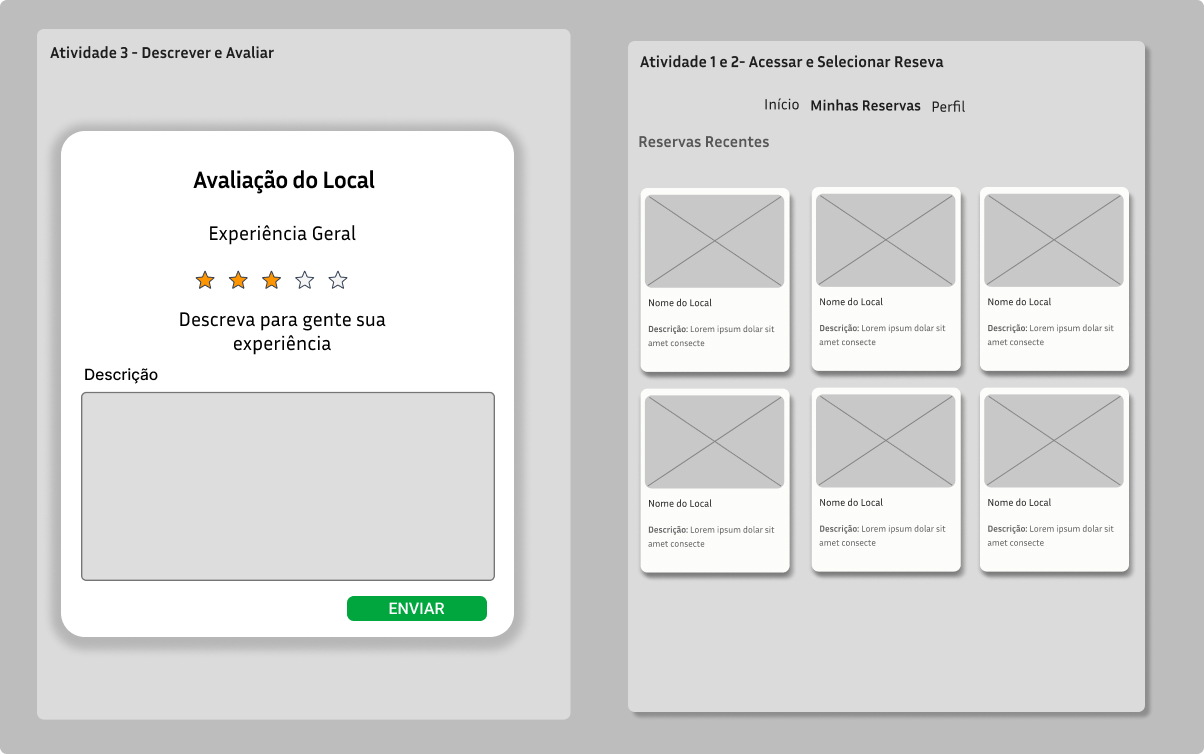 Atividade 3 - Descrever e Avaliar
Avaliação do Local
Experiência Geral
Descreva para gente sua
experiência
Descrição
ENVIAR
Atividade 1 e 2- Acessar e Selecionar Reseva
Início Minhas Reservas Perfil
Reservas Recentes
Nome do Local
Descrição: Lorem ipsum dolar sit
amet consecte
Nome do Local
Descrição: Lorem ipsum dolar sit
amet consecte
Nome do Local
Descrição: Lorem ipsum dolar sit
amet consecte
Nome do Local
Descrição: Lorem ipsum dolar sit
amet consecte
Nome do Local
Descrição: Lorem ipsum dolar sit
amet consecte
Nome do Local
Descrição: Lorem ipsum dolar sit
amet consecte